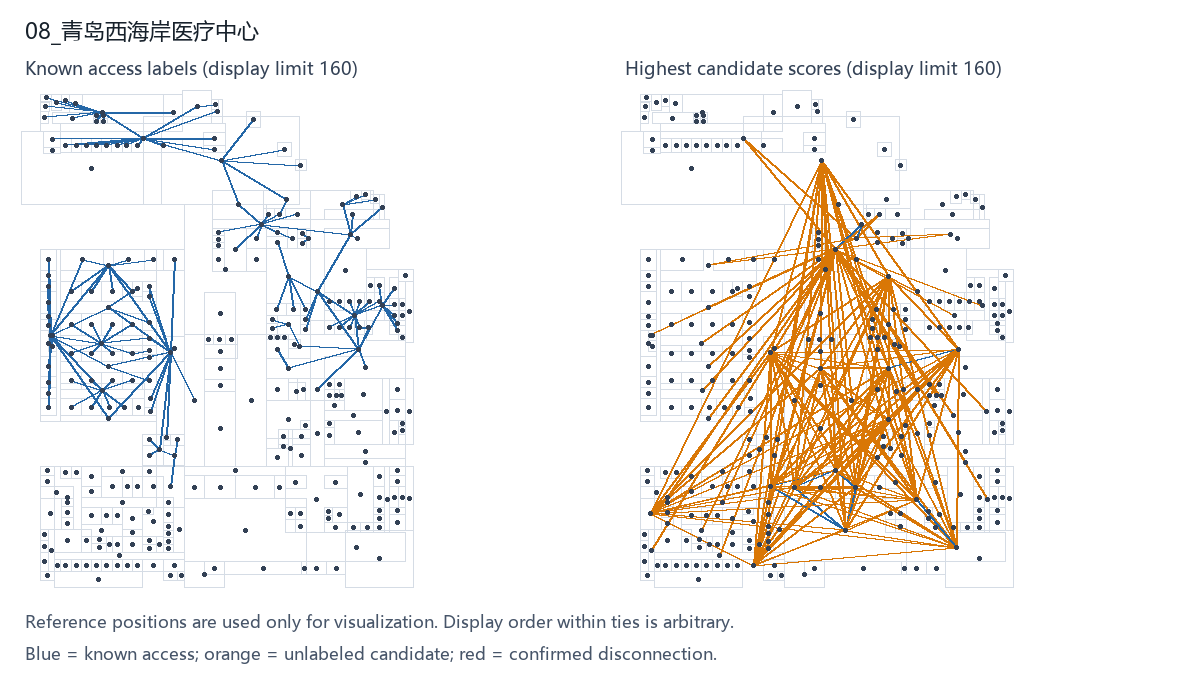 08_青岛西海岸医疗中心
Known access labels (display limit 160)
Highest candidate scores (display limit 160)
Reference positions are used only for visualization. Display order within ties is arbitrary.
Blue = known access; orange = unlabeled candidate; red = confirmed disconnection.